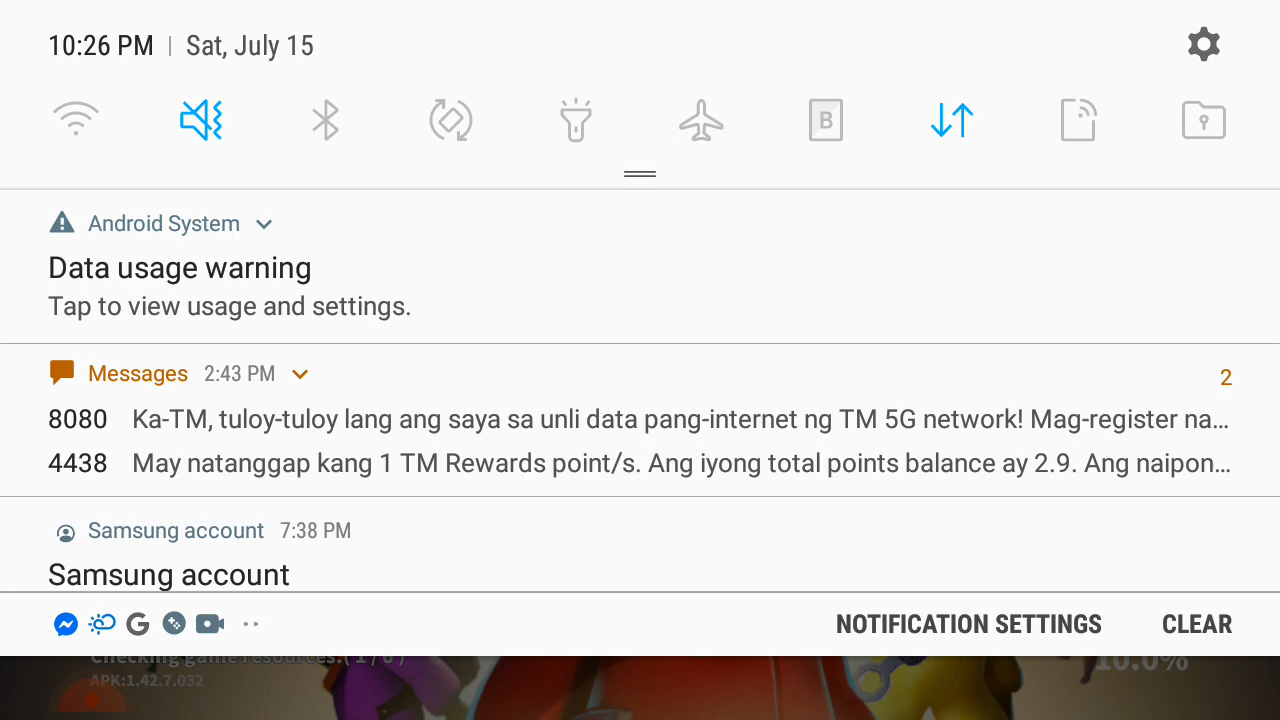 10:26 PM | Sat, July 15
B
Android System
Data usage warning
Tap to view usage and settings.
Messages 2:43 PM
2
8080 Ka-TM, tuloy-tuloy lang ang saya sa unli data pang-internet ng TM 5G network! Mag-register na...
4438 May natanggap kang 1 TM Rewards point/s. Ang iyong total points balance ay 2.9. Ang naipon...
Samsung account 7:38 PM
Samsung account
NOTIFICATION SETTINGS CLEAR
Checking game resources.( 1 / 6 )
10.0%
APK:1.42.7.032